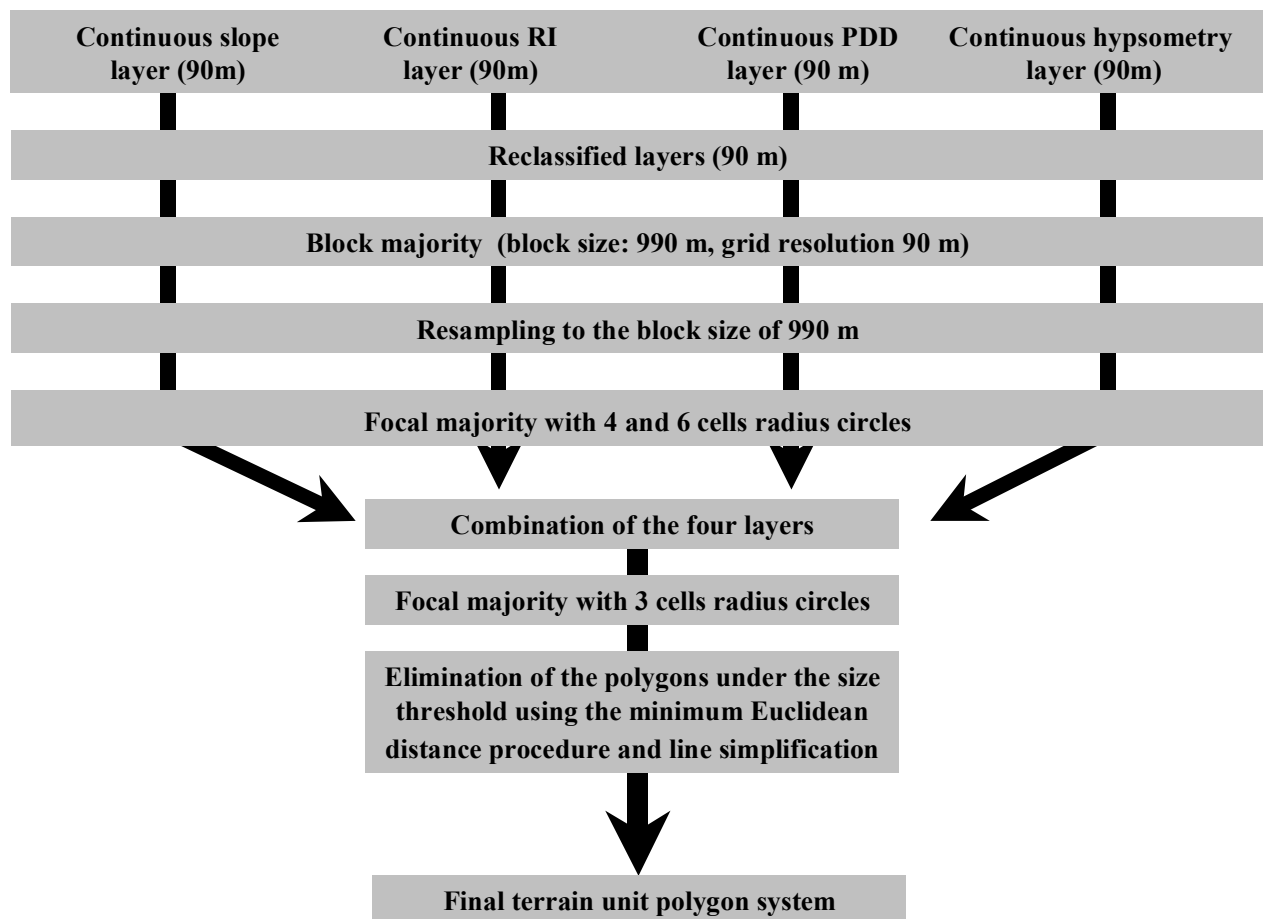 Continuous slope
layer (90m)
Continuous RI
layer (90m)
Continuous PDD
layer (90 m)
Continuous hypsometry
layer (90m)
Reclassified layers (90 m)
Block majority (block size: 990 m, grid resolution 90 m)
Resampling to the block size of 990 m
Focal majority with 4 and 6 cells radius circles
Combination of the four layers
Focal majority with 3 cells radius circles
Elimination of the polygons under the size
threshold using the minimum Euclidean
distance procedure and line simplification
Final terrain unit polygon system